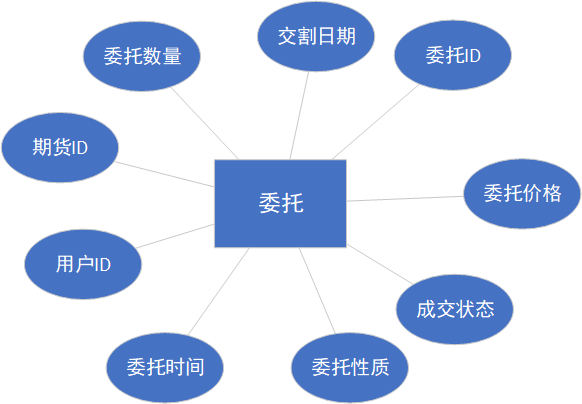 交割日期
委托数量
委托ID
期货ID
委托价格
委托
用户ID
成交状态
委托时间
委托性质